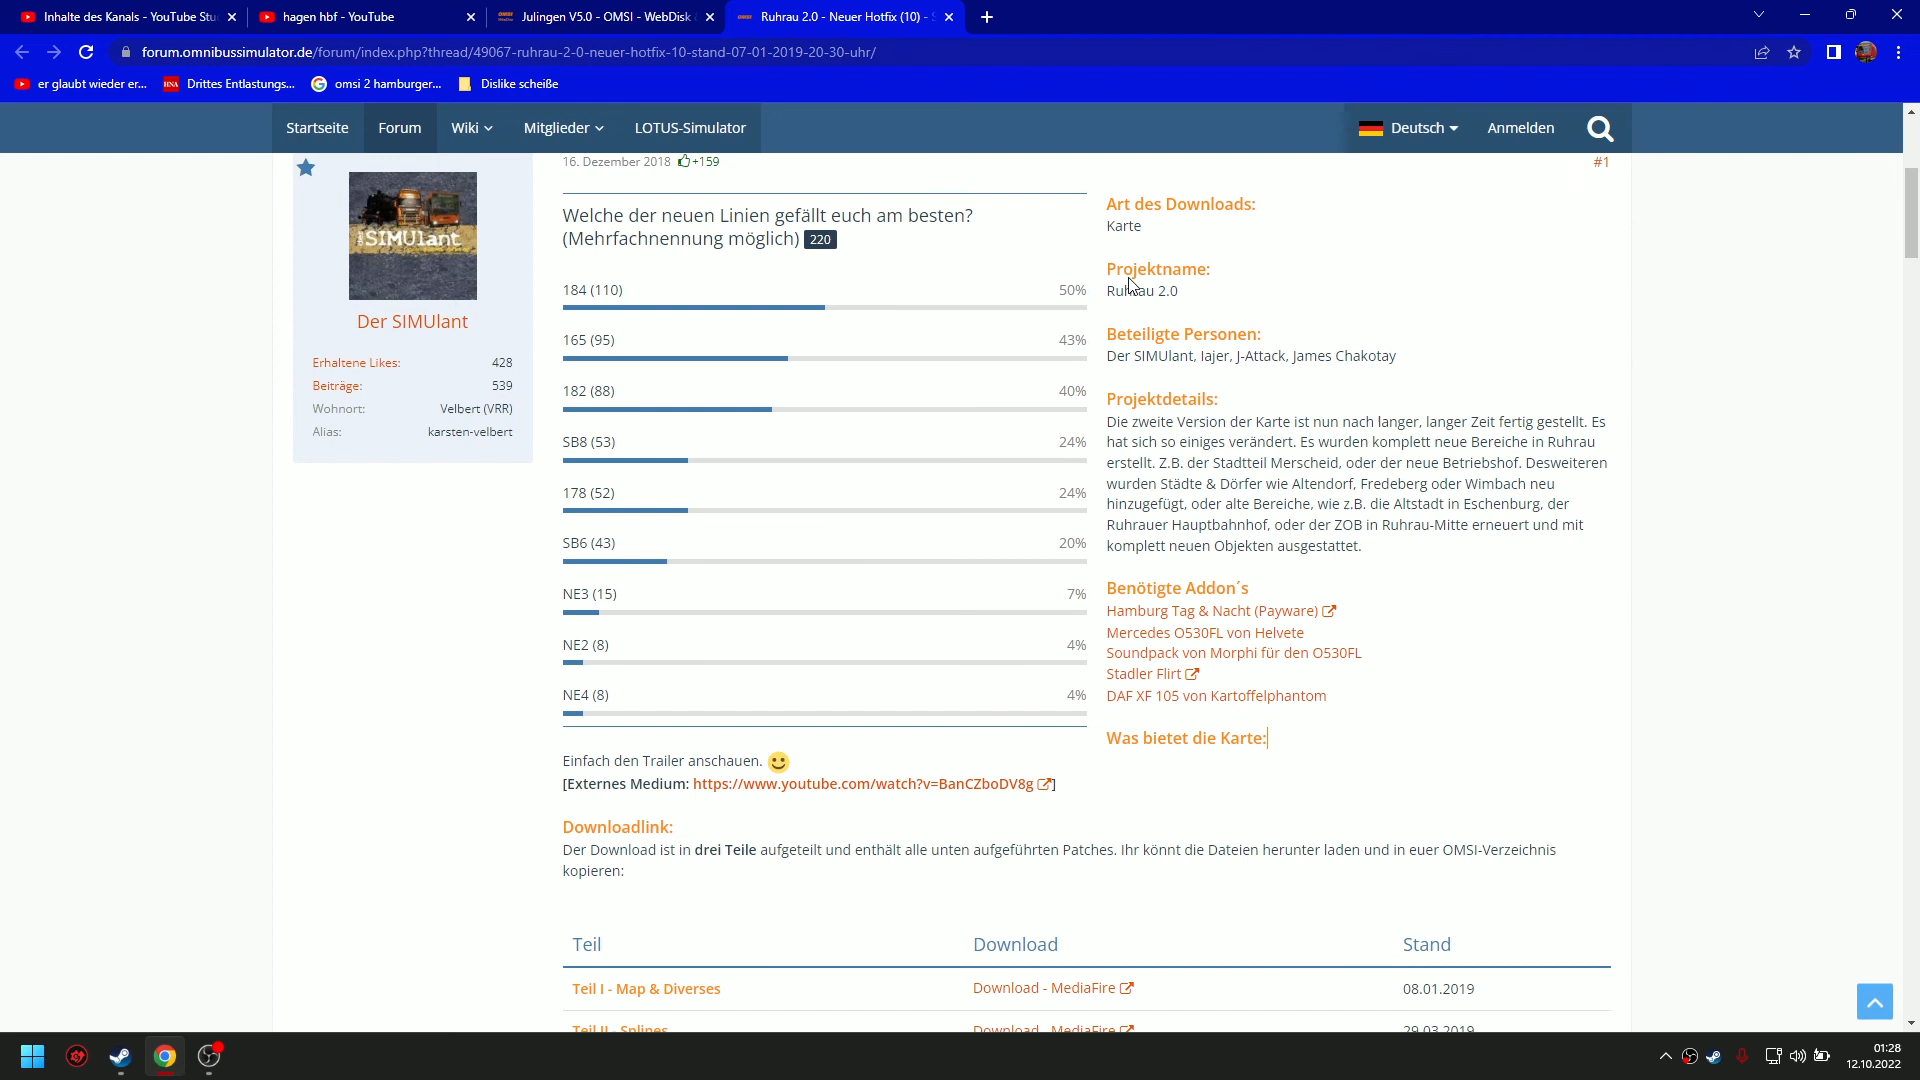 Inhalte des Kanals - YouTube Stu
hagen hbf - YouTube
Julingen V5.0 - OMSI - WebDisk
Ruhrau 2.0 - Neuer Hotfix (10) - S
forum.omnibussimulator.de/forum/index.php?thread/49067-ruhrau-2-0-neuer-hotfix-10-stand-07-01-2019-20-30-uhr/
er glaubt wieder er...
HNA Drittes Entlastungs...
omsi 2 hamburger...
Dislike scheiße
Startseite
Forum
Wiki
Mitglieder
LOTUS-Simulator
Deutsch
Anmelden
der SIMUlant
Der SIMUlant
Erhaltene Likes: 428
Beiträge: 539
Wohnort: Velbert (VRR)
Alias: karsten-velbert
16. Dezember 2018 +159
#1
Welche der neuen Linien gefällt euch am besten?
(Mehrfachnennung möglich) 220
184 (110) 50%
165 (95) 43%
182 (88) 40%
SB8 (53) 24%
178 (52) 24%
SB6 (43) 20%
NE3 (15) 7%
NE2 (8) 4%
NE4 (8) 4%
Art des Downloads:
Karte
Projektname:
Ruhrau 2.0
Beteiligte Personen:
Der SIMUlant, lajer, J-Attack, James Chakotay
Projektdetails:
Die zweite Version der Karte ist nun nach langer, langer Zeit fertig gestellt. Es
hat sich so einiges verändert. Es wurden komplett neue Bereiche in Ruhrau
erstellt. Z.B. der Stadtteil Merscheid, oder der neue Betriebshof. Desweiteren
wurden Städte & Dörfer wie Altendorf, Fredeberg oder Wimbach neu
hinzugefügt, oder alte Bereiche, wie z.B. die Altstadt in Eschenburg, der
Ruhrauer Hauptbahnhof, oder der ZOB in Ruhrau-Mitte erneuert und mit
komplett neuen Objekten ausgestattet.
Benötigte Addon´s
Hamburg Tag & Nacht (Payware)
Mercedes O530FL von Helvete
Soundpack von Morphi für den O530FL
Stadler Flirt
DAF XF 105 von Kartoffelphantom
Was bietet die Karte:
Einfach den Trailer anschauen.
[Externes Medium: https://www.youtube.com/watch?v=BanCZboDV8g]
Downloadlink:
Der Download ist in drei Teile aufgeteilt und enthält alle unten aufgeführten Patches. Ihr könnt die Dateien herunter laden und in euer OMSI-Verzeichnis
kopieren:
Teil Download Stand
Teil I - Map & Diverses Download - MediaFire 08.01.2019
Teil II - Splines Download - MediaFire 29.03.2019
01:28
12.10.2022